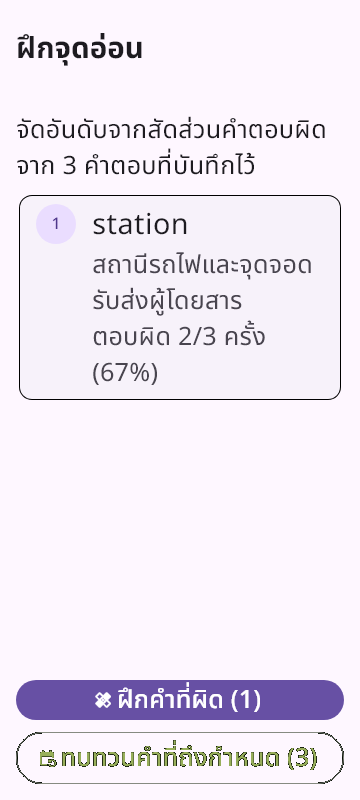 ฝึกจุดอ่อน
จัดอันดับจากสัดส่วนคำตอบผิด
จาก 3 คำตอบที่บันทึกไว้
1
station
สถานีรถไฟและจุดจอด
รับส่งผู้โดยสาร
ตอบผิด 2/3 ครั้ง
(67%)
ฝึกคำที่ผิด (1)
ทบทวนคำที่ถึงกำหนด (3)